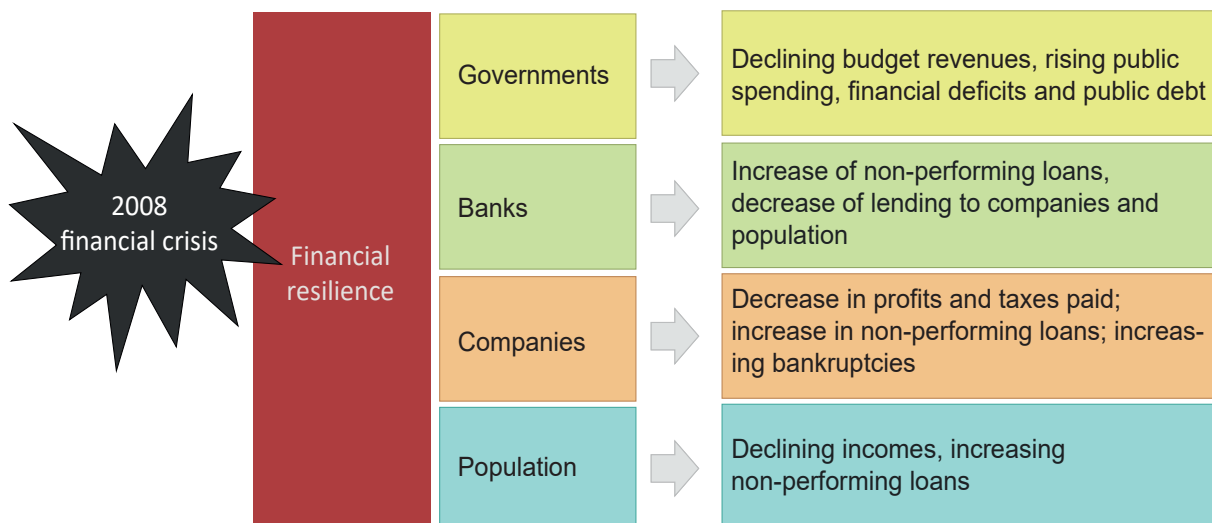 2008
financial crisis
Financial
resilience
Governments
Declining budget revenues, rising public
spending, financial deficits and public debt
Banks
Increase of non-performing loans,
decrease of lending to companies and
population
Companies
Decrease in profits and taxes paid;
increase in non-performing loans; increas-
ing bankruptcies
Population
Declining incomes, increasing
non-performing loans